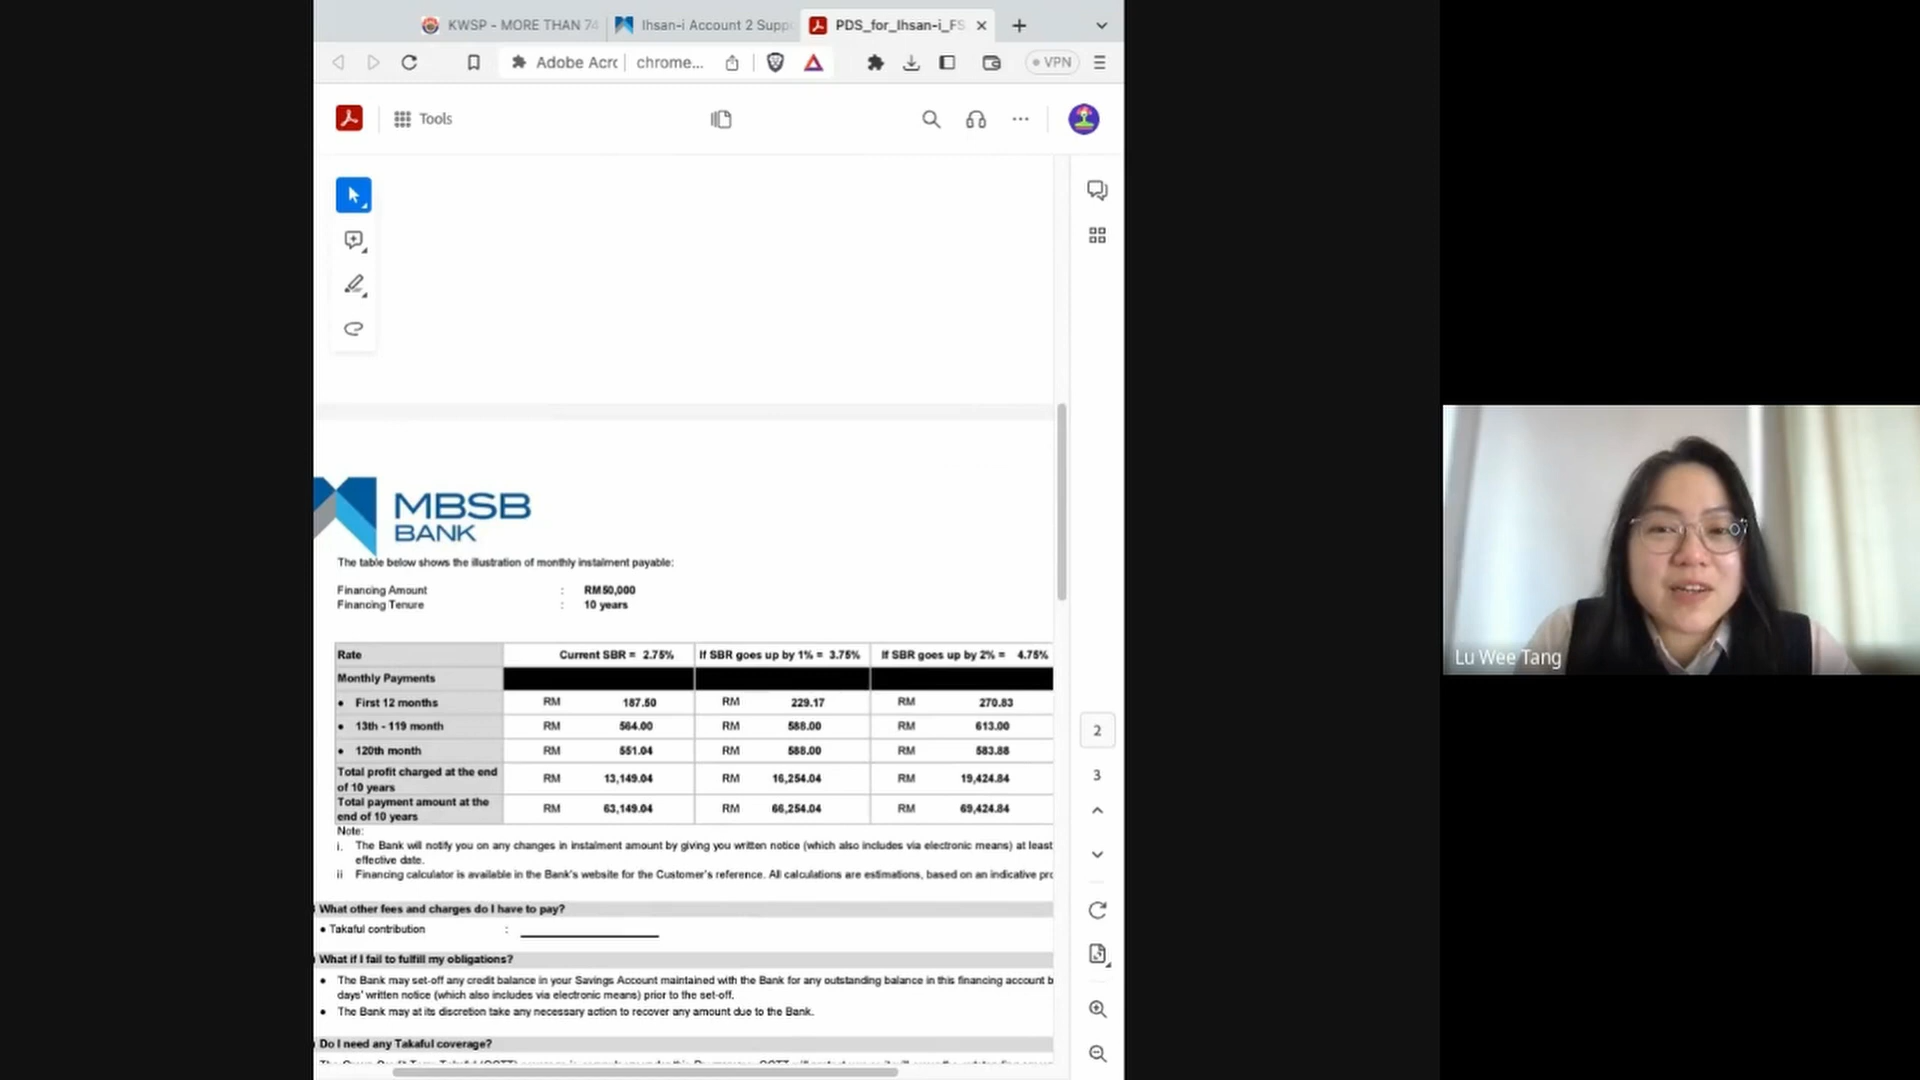 KWSP - MORE THAN 74
Ihsan-i Account 2 Supp
PDS_for_Ihsan-i_FS
Adobe Acro
chrome...
VPN
Tools
MBSB
BANK
The table below shows the illustration of monthly instalment payable:
Financing Amount : RM50,000
Financing Tenure : 10 years
Rate Current SBR = 2.75% If SBR goes up by 1% = 3.75% If SBR goes up by 2% = 4.75%
Monthly Payments
• First 12 months RM 187.50 RM 229.17 RM 270.83
• 13th - 119 month RM 564.00 RM 588.00 RM 613.00
• 120th month RM 551.04 RM 588.00 RM 583.88
Total profit charged at the end
of 10 years RM 13,149.04 RM 16,254.04 RM 19,424.84
Total payment amount at the
end of 10 years RM 63,149.04 RM 66,254.04 RM 69,424.84
Note:
i. The Bank will notify you on any changes in instalment amount by giving you written notice (which also includes via electronic means) at least
effective date.
ii Financing calculator is available in the Bank's website for the Customer's reference. All calculations are estimations, based on an indicative pro
What other fees and charges do I have to pay?
• Takaful contribution :
What if I fail to fulfill my obligations?
• The Bank may set-off any credit balance in your Savings Account maintained with the Bank for any outstanding balance in this financing account b
days' written notice (which also includes via electronic means) prior to the set-off.
• The Bank may at its discretion take any necessary action to recover any amount due to the Bank.
Do I need any Takaful coverage?
2
3
Lu Wee Tang